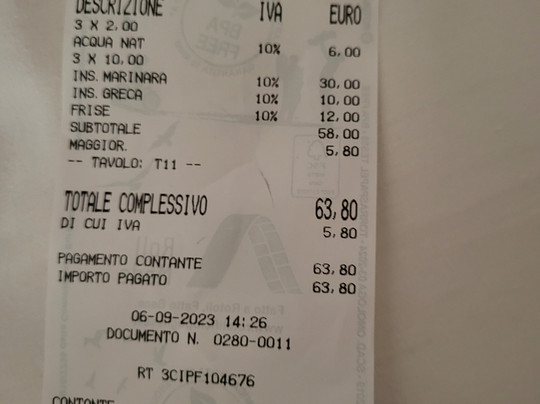 DESCRIZIONE IVA EURO
3 X 2,00
ACQUA NAT 10% 6,00
3 X 10,00
INS. MARINARA 10% 30,00
INS. GRECA 10% 10,00
FRISE 10% 12,00
SUBTOTALE 58,00
MAGGIOR. 5,80
-- TAVOLO: T11 --
TOTALE COMPLESSIVO 63,80
DI CUI IVA 5,80
PAGAMENTO CONTANTE 63,80
IMPORTO PAGATO 63,80
06-09-2023 14:26
DOCUMENTO N. 0280-0011
RT 3CIPF104676
CONTANTE